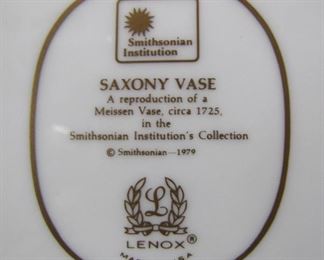 Smithsonian
Institution
SAXONY VASE
A reproduction of a
Meissen Vase, circa 1725,
in the
Smithsonian Institution's Collection
© Smithsonian—1979
L
LENOX®